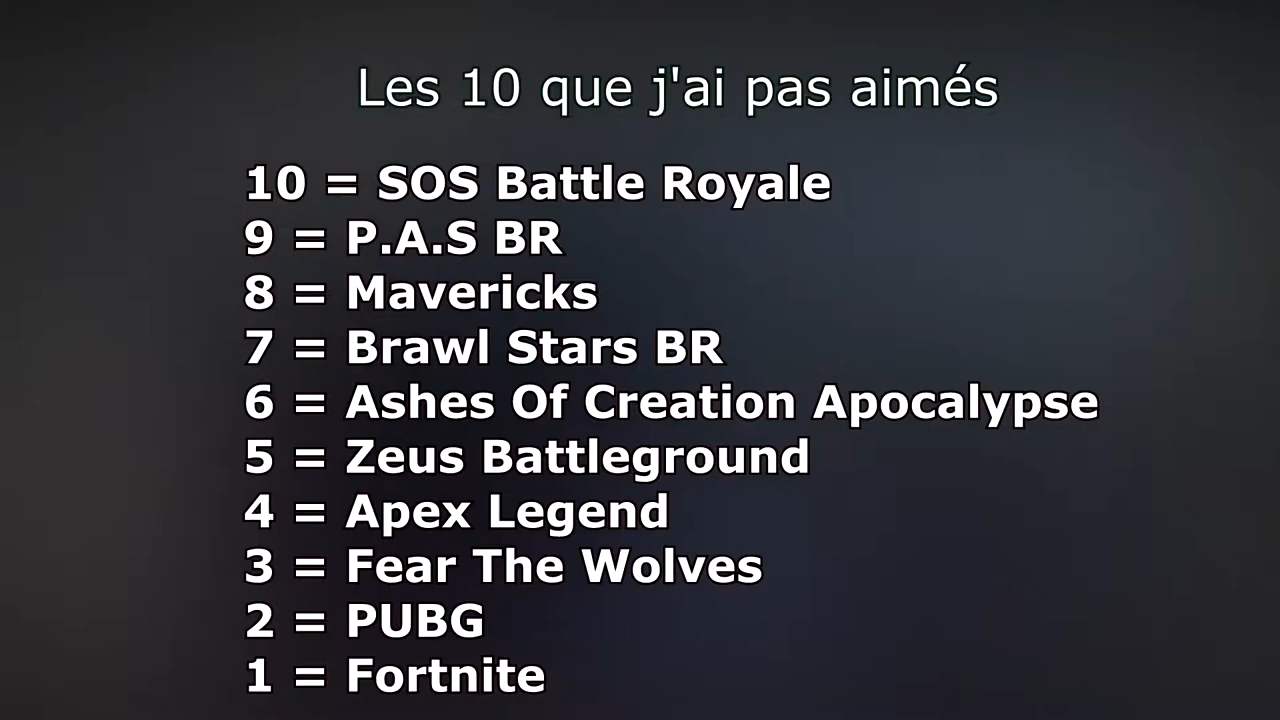 Les 10 que j'ai pas aimés
10 = SOS Battle Royale
9 = P.A.S BR
8 = Mavericks
7 = Brawl Stars BR
6 = Ashes Of Creation Apocalypse
5 = Zeus Battleground
4 = Apex Legend
3 = Fear The Wolves
2 = PUBG
1 = Fortnite